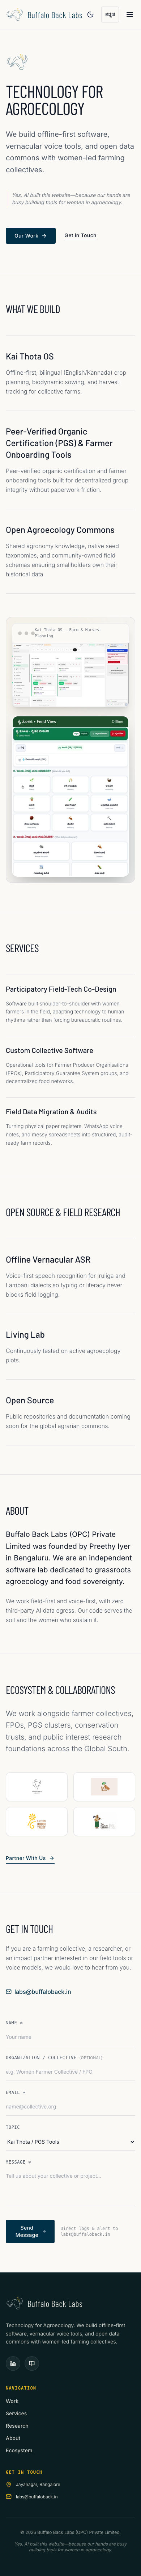 Buffalo Back Labs
ಕನ್ನಡ
TECHNOLOGY FOR
AGROECOLOGY
We build offline-first software,
vernacular voice tools, and open data
commons with women-led farming
collectives.
Yes, AI built this website—because our hands are
busy building tools for women in agroecology.
Our Work →
Get in Touch
WHAT WE BUILD
Kai Thota OS
Offline-first, bilingual (English/Kannada) crop
planning, biodynamic sowing, and harvest
tracking for collective farms.
Peer-Verified Organic
Certification (PGS) & Farmer
Onboarding Tools
Peer-verified organic certification and farmer
onboarding tools built for decentralized group
integrity without paperwork friction.
Open Agroecology Commons
Shared agronomy knowledge, native seed
taxonomies, and community-owned field
schemas ensuring smallholders own their
historical data.
Kai Thota OS — Farm & Harvest
Planning
• Field View
Offline
SERVICES
Participatory Field-Tech Co-Design
Software built shoulder-to-shoulder with women
farmers in the field, adapting technology to human
rhythms rather than forcing bureaucratic routines.
Custom Collective Software
Operational tools for Farmer Producer Organisations
(FPOs), Participatory Guarantee System groups, and
decentralized food networks.
Field Data Migration & Audits
Turning physical paper registers, WhatsApp voice
notes, and messy spreadsheets into structured, audit-
ready farm records.
OPEN SOURCE & FIELD RESEARCH
Offline Vernacular ASR
Voice-first speech recognition for Iruliga and
Lambani dialects so typing or literacy never
blocks field logging.
Living Lab
Continuously tested on active agroecology
plots.
Open Source
Public repositories and documentation coming
soon for the global agrarian commons.
ABOUT
Buffalo Back Labs (OPC) Private
Limited was founded by Preethy Iyer
in Bengaluru. We are an independent
software lab dedicated to grassroots
agroecology and food sovereignty.
We work field-first and voice-first, with zero
third-party AI data egress. Our code serves the
soil and the women who sustain it.
ECOSYSTEM & COLLABORATIONS
We work alongside farmer collectives,
FPOs, PGS clusters, conservation
trusts, and public interest research
foundations across the Global South.
Partner With Us →
GET IN TOUCH
If you are a farming collective, a researcher, or
an impact partner interested in our field tools or
voice models, we would love to hear from you.
labs@buffaloback.in
NAME *
Your name
ORGANIZATION / COLLECTIVE (OPTIONAL)
e.g. Women Farmer Collective / FPO
EMAIL *
name@collective.org
TOPIC
Kai Thota / PGS Tools
MESSAGE *
Tell us about your collective or project...
Send
Message →
Direct logs & alert to
labs@buffaloback.in
Buffalo Back Labs
Technology for Agroecology. We build offline-first
software, vernacular voice tools, and open data
commons with women-led farming collectives.
NAVIGATION
Work
Services
Research
About
Ecosystem
GET IN TOUCH
Jayanagar, Bangalore
labs@buffaloback.in
© 2026 Buffalo Back Labs (OPC) Private Limited
Yes, AI built this website—because our hands are busy
building tools for women in agroecology.